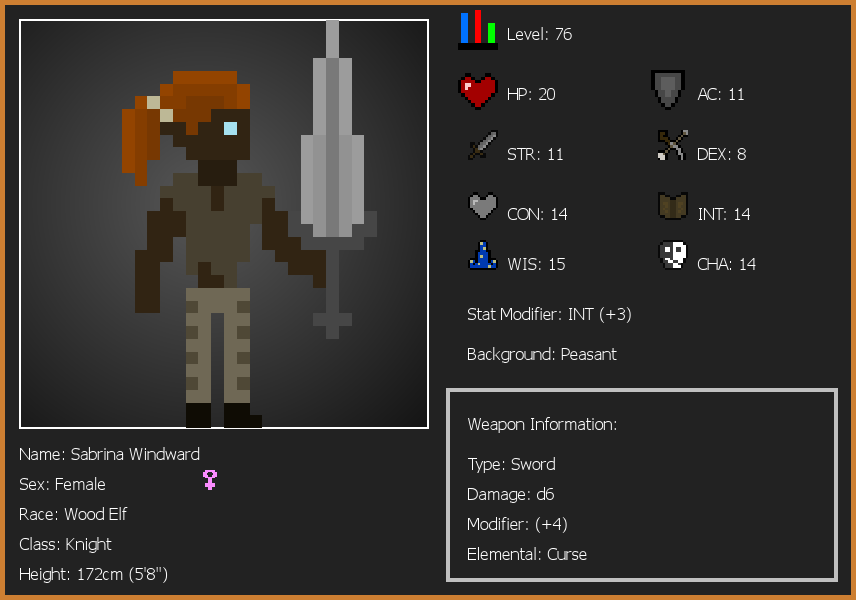 Level: 76
HP: 20
AC: 11
STR: 11
DEX: 8
CON: 14
INT: 14
WIS: 15
CHA: 14
Stat Modifier: INT (+3)
Background: Peasant
Weapon Information:
Type: Sword
Damage: d6
Modifier: (+4)
Elemental: Curse
Name: Sabrina Windward
Sex: Female
Race: Wood Elf
Class: Knight
Height: 172cm (5'8")